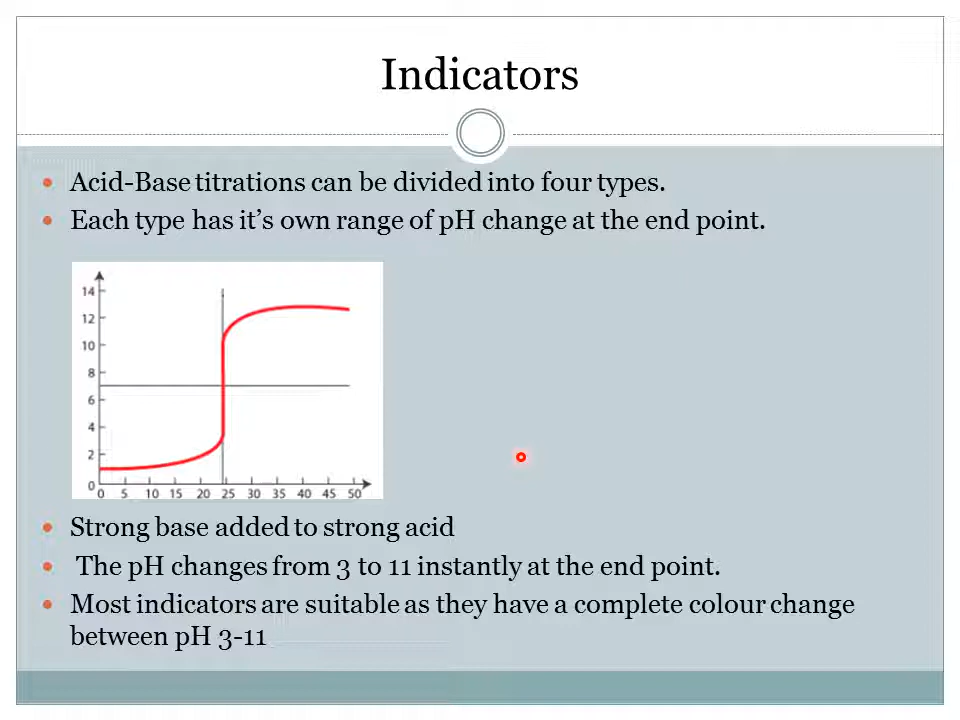 Indicators
Acid-Base titrations can be divided into four types.
Each type has it's own range of pH change at the end point.
14
12
10
8
6
4
2
0
0 5 10 15 20 25 30 35 40 45 50
Strong base added to strong acid
The pH changes from 3 to 11 instantly at the end point.
Most indicators are suitable as they have a complete colour change
between pH 3-11